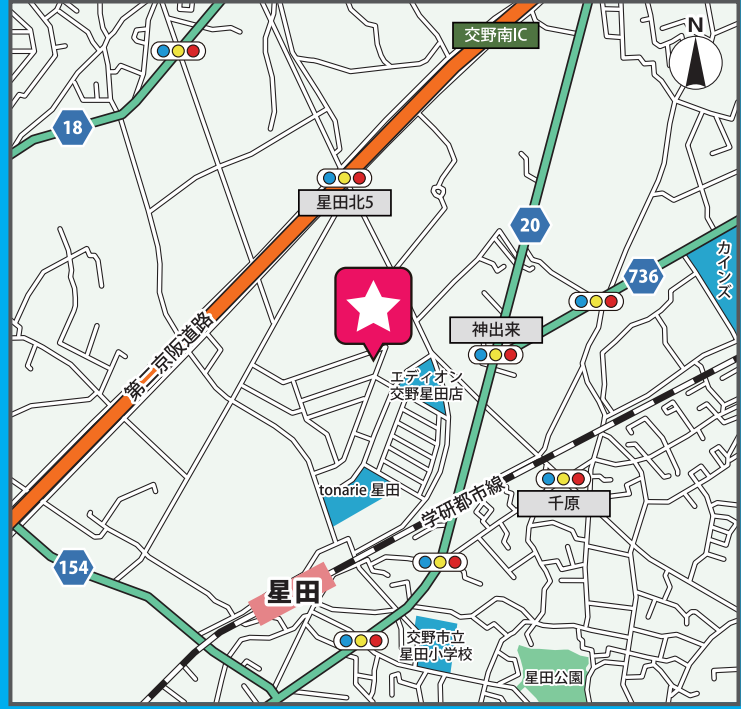 交野南IC
N
18
星田北5
20
736
カインズ
神出来
第二京阪道路
エディオン
交野星田店
tonarie 星田
学研都市線
千原
154
星田
交野市立
星田小学校
星田公園